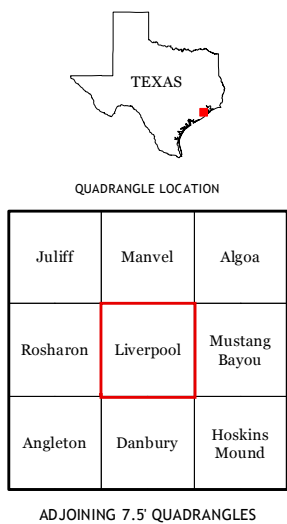 TEXAS
QUADRANGLE LOCATION
Juliff Manvel Algoa
Rosharon Liverpool Mustang
Bayou
Angleton Danbury Hoskins
Mound
ADJOINING 7.5' QUADRANGLES